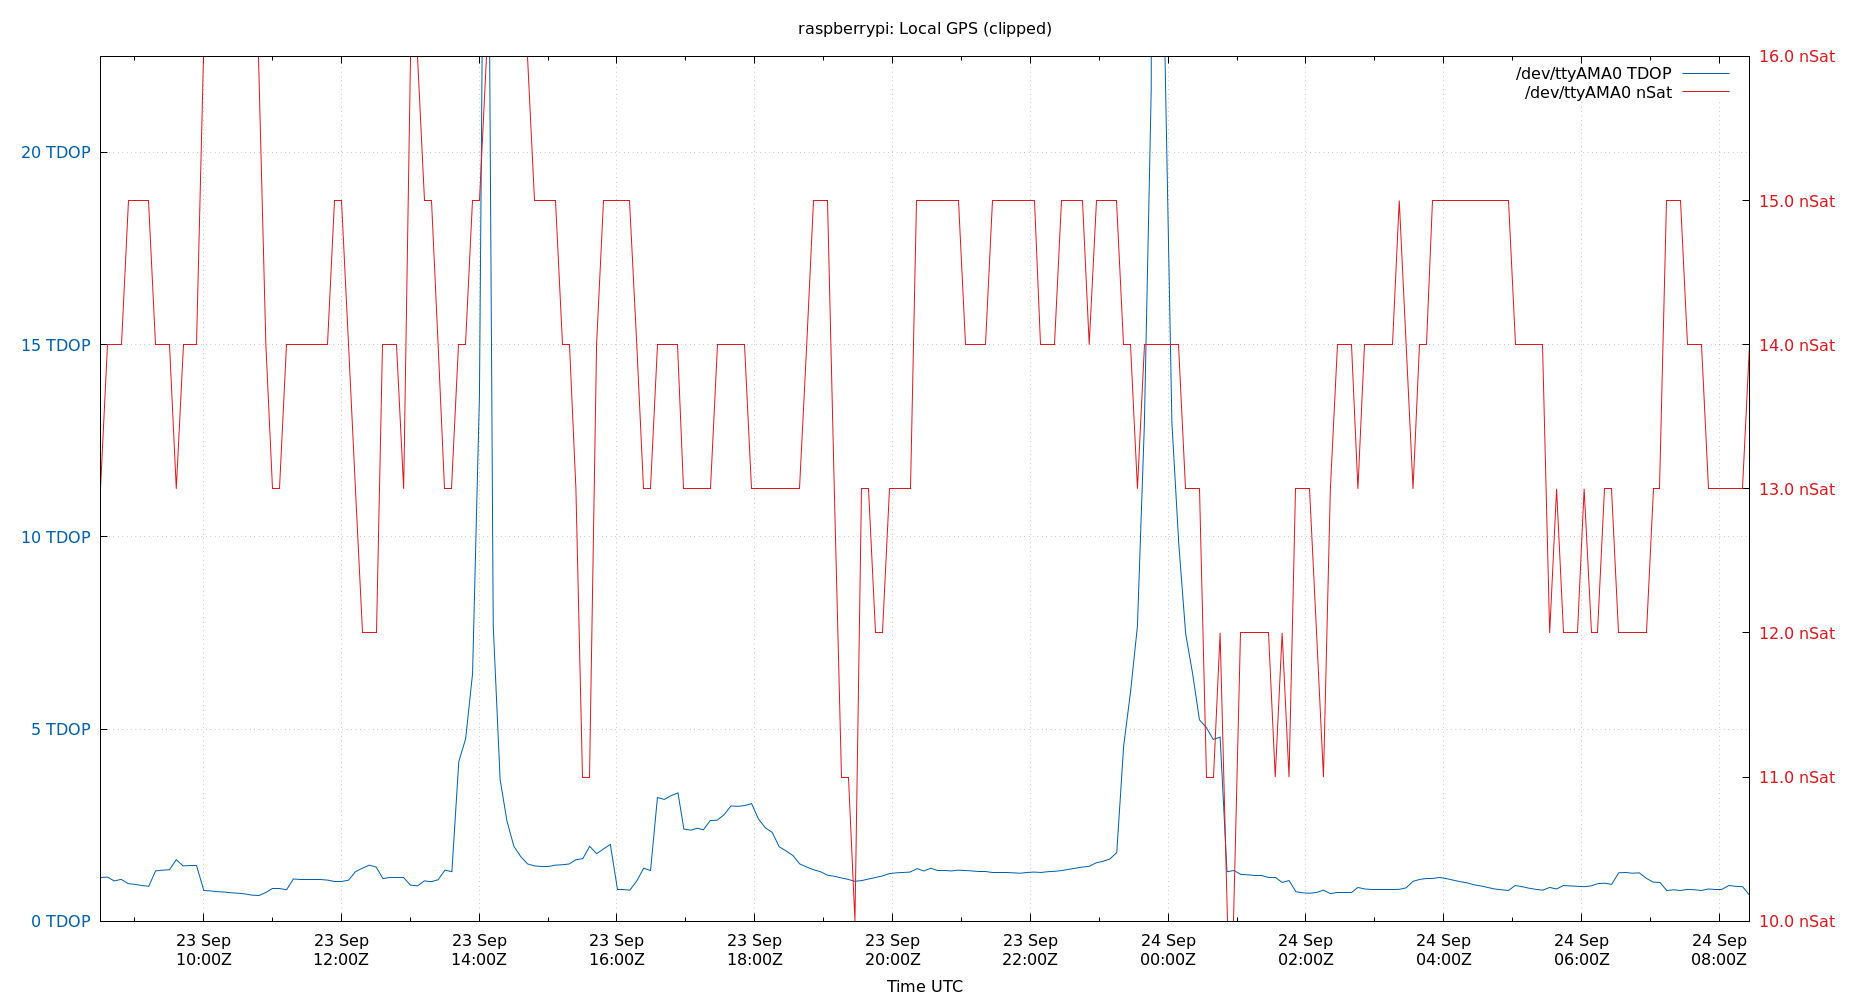 raspberrypi: Local GPS (clipped)
/dev/ttyAMA0 TDOP
/dev/ttyAMA0 nSat
20 TDOP
15 TDOP
10 TDOP
5 TDOP
0 TDOP
16.0 nSat
15.0 nSat
14.0 nSat
13.0 nSat
12.0 nSat
11.0 nSat
10.0 nSat
23 Sep 23 Sep 23 Sep 23 Sep 23 Sep 23 Sep 23 Sep 24 Sep 24 Sep 24 Sep 24 Sep 24 Sep
10:00Z 12:00Z 14:00Z 16:00Z 18:00Z 20:00Z 22:00Z 00:00Z 02:00Z 04:00Z 06:00Z 08:00Z
Time UTC